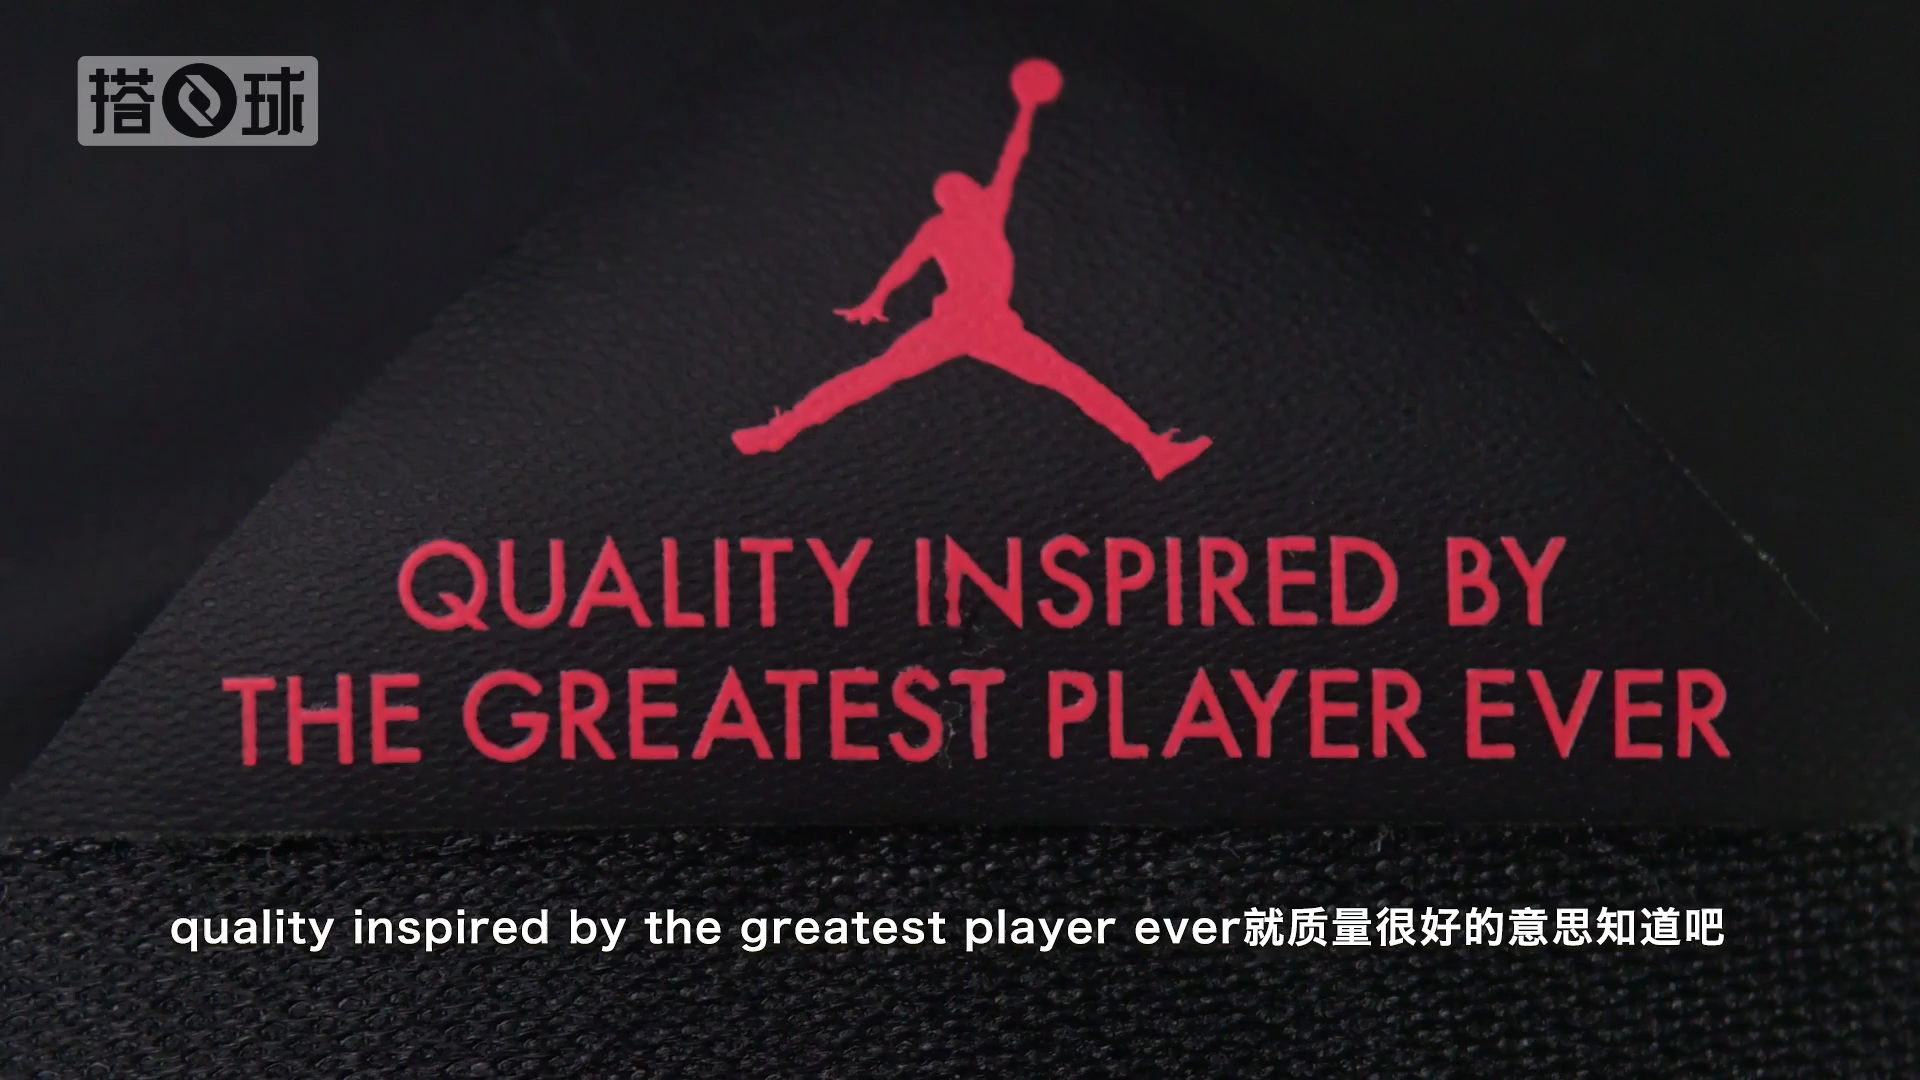 搭球
QUALITY INSPIRED BY
THE GREATEST PLAYER EVER
quality inspired by the greatest player ever就质量很好的意思知道吧